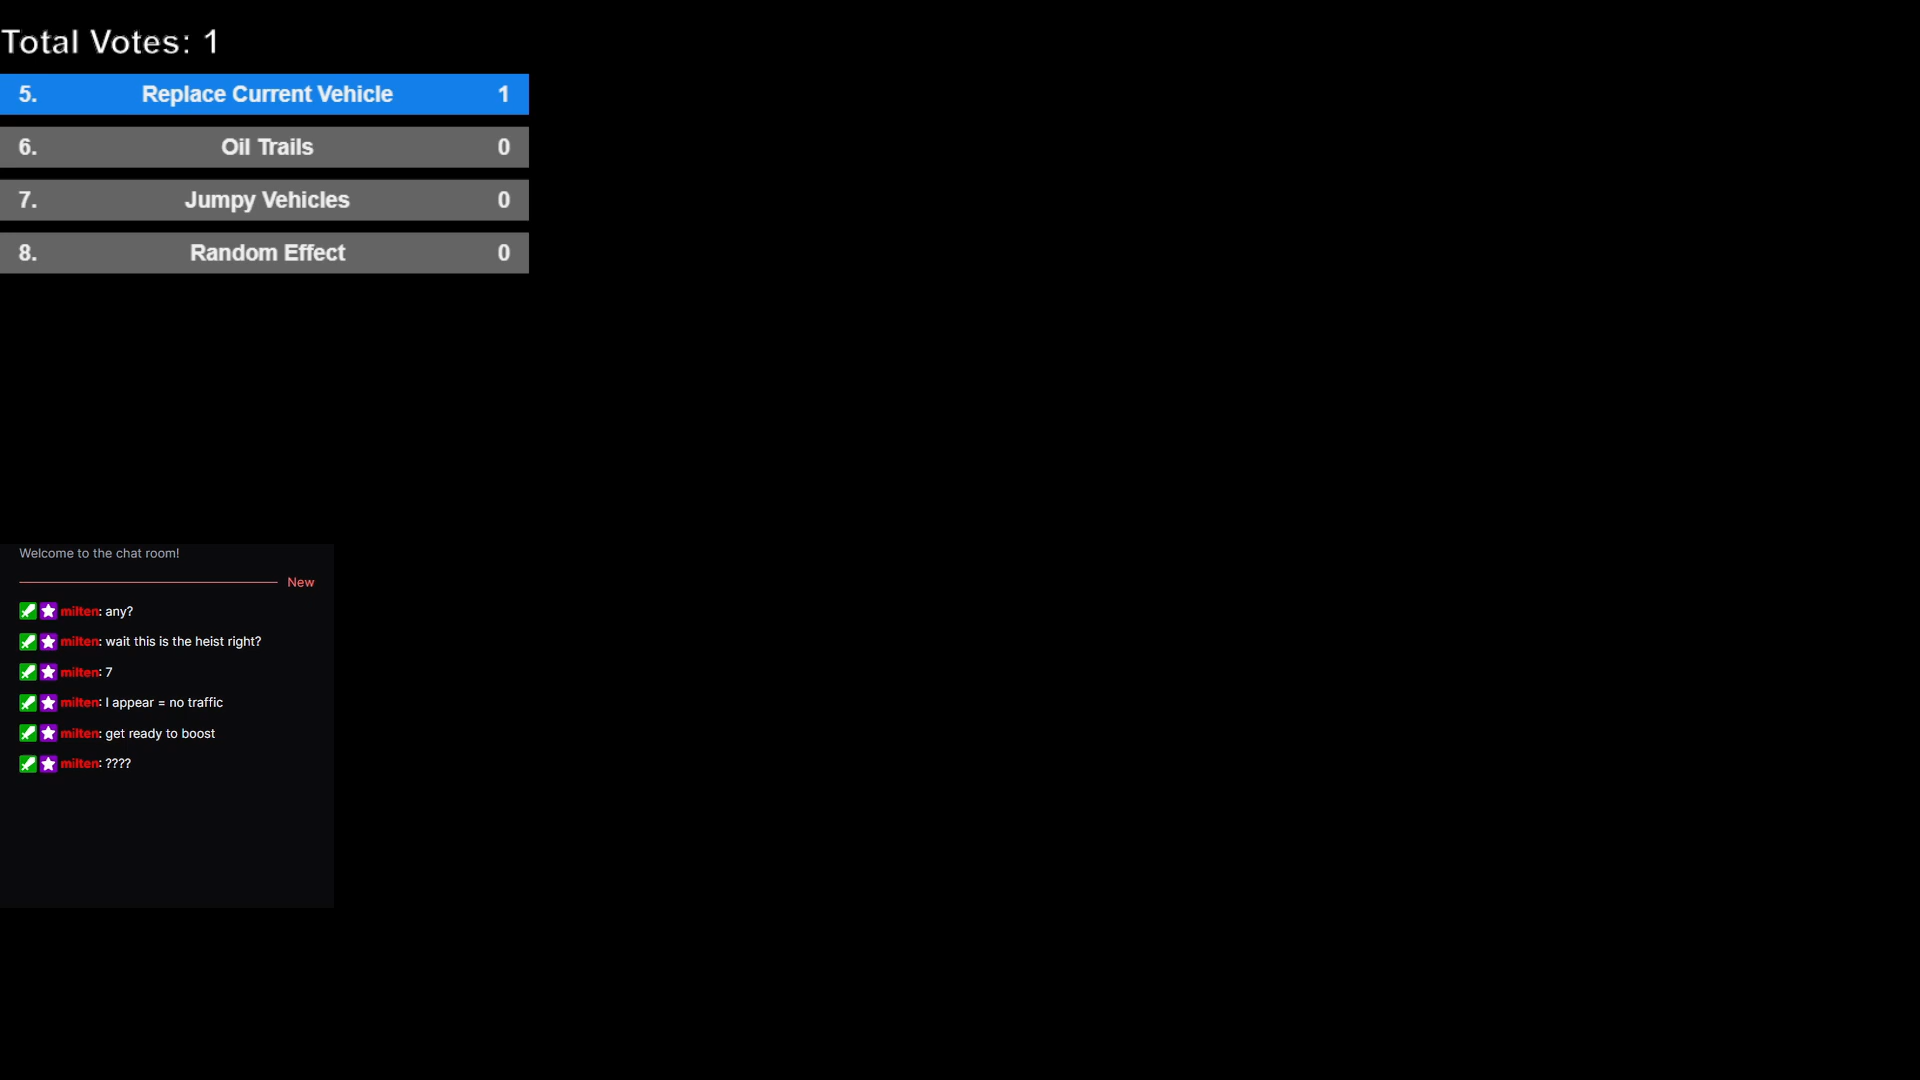 Total Votes: 1
5. Replace Current Vehicle 1
6. Oil Trails 0
7. Jumpy Vehicles 0
8. Random Effect 0
Welcome to the chat room!
New
milten: any?
milten: wait this is the heist right?
milten: 7
milten: I appear = no traffic
milten: get ready to boost
milten: ????